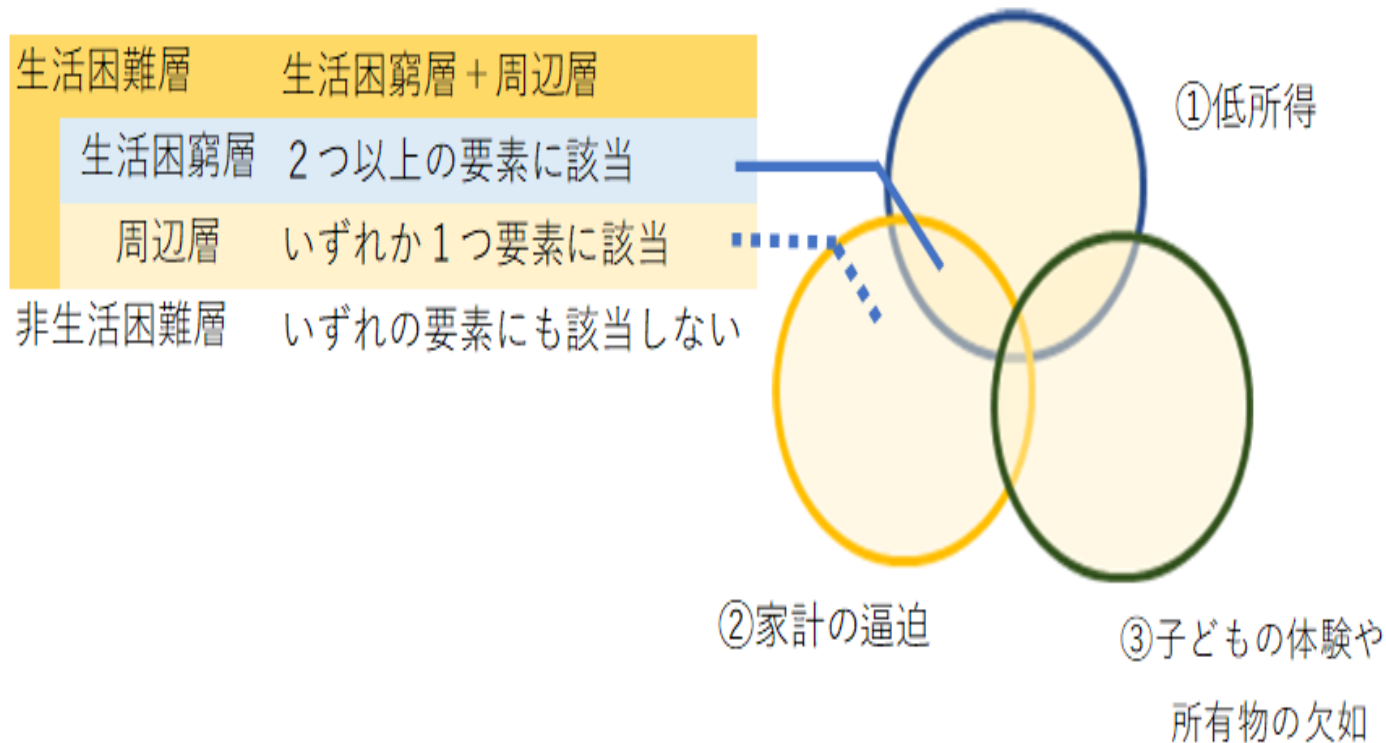 生活困難層 生活困窮層+周辺層
生活困窮層 2つ以上の要素に該当
周辺層 いずれか1つ要素に該当
非生活困難層 いずれの要素にも該当しない
①低所得
②家計の逼迫
③子どもの体験や
所有物の欠如